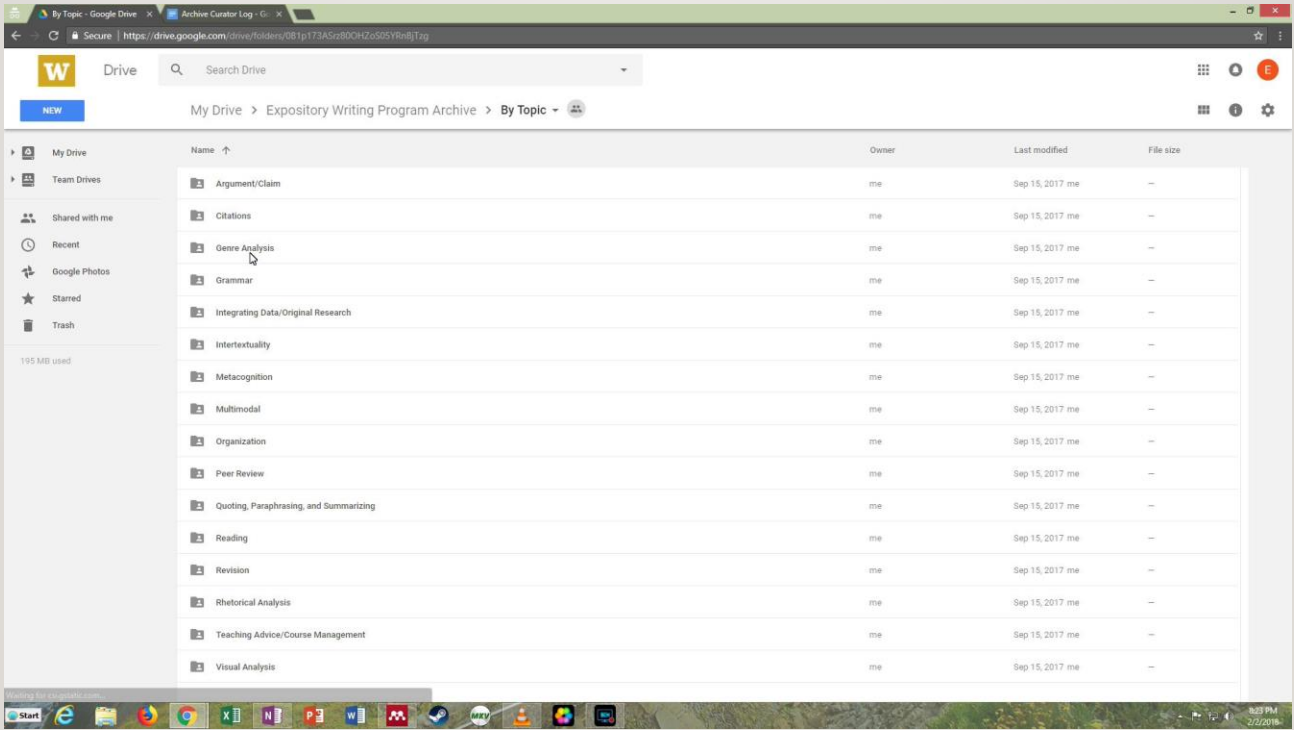 By Topic - Google Drive × Archive Curator Log - Go ×
Secure | https://drive.google.com/drive/folders/0B1p173ASrz80OHZoS05YRnBjTzg
W Drive Search Drive E
NEW My Drive > Expository Writing Program Archive > By Topic
Name Owner Last modified File size
My Drive
Team Drives
Shared with me
Recent
Google Photos
Starred
Trash
195 MB used
Argument/Claim me Sep 15, 2017 me –
Citations me Sep 15, 2017 me –
Genre Analysis me Sep 15, 2017 me –
Grammar me Sep 15, 2017 me –
Integrating Data/Original Research me Sep 15, 2017 me –
Intertextuality me Sep 15, 2017 me –
Metacognition me Sep 15, 2017 me –
Multimodal me Sep 15, 2017 me –
Organization me Sep 15, 2017 me –
Peer Review me Sep 15, 2017 me –
Quoting, Paraphrasing, and Summarizing me Sep 15, 2017 me –
Reading me Sep 15, 2017 me –
Revision me Sep 15, 2017 me –
Rhetorical Analysis me Sep 15, 2017 me –
Teaching Advice/Course Management me Sep 15, 2017 me –
Visual Analysis me Sep 15, 2017 me –
Waiting for csi.gstatic.com...
Start MKV 8:23 PM
2/2/2018